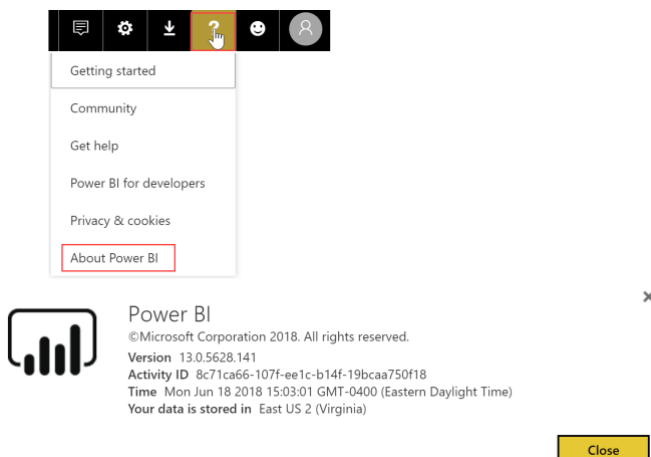 ?
Getting started
Community
Get help
Power BI for developers
Privacy & cookies
About Power BI
Power BI
©Microsoft Corporation 2018. All rights reserved.
Version 13.0.5628.141
Activity ID 8c71ca66-107f-ee1c-b14f-19bcaa750f18
Time Mon Jun 18 2018 15:03:01 GMT-0400 (Eastern Daylight Time)
Your data is stored in East US 2 (Virginia)
Close